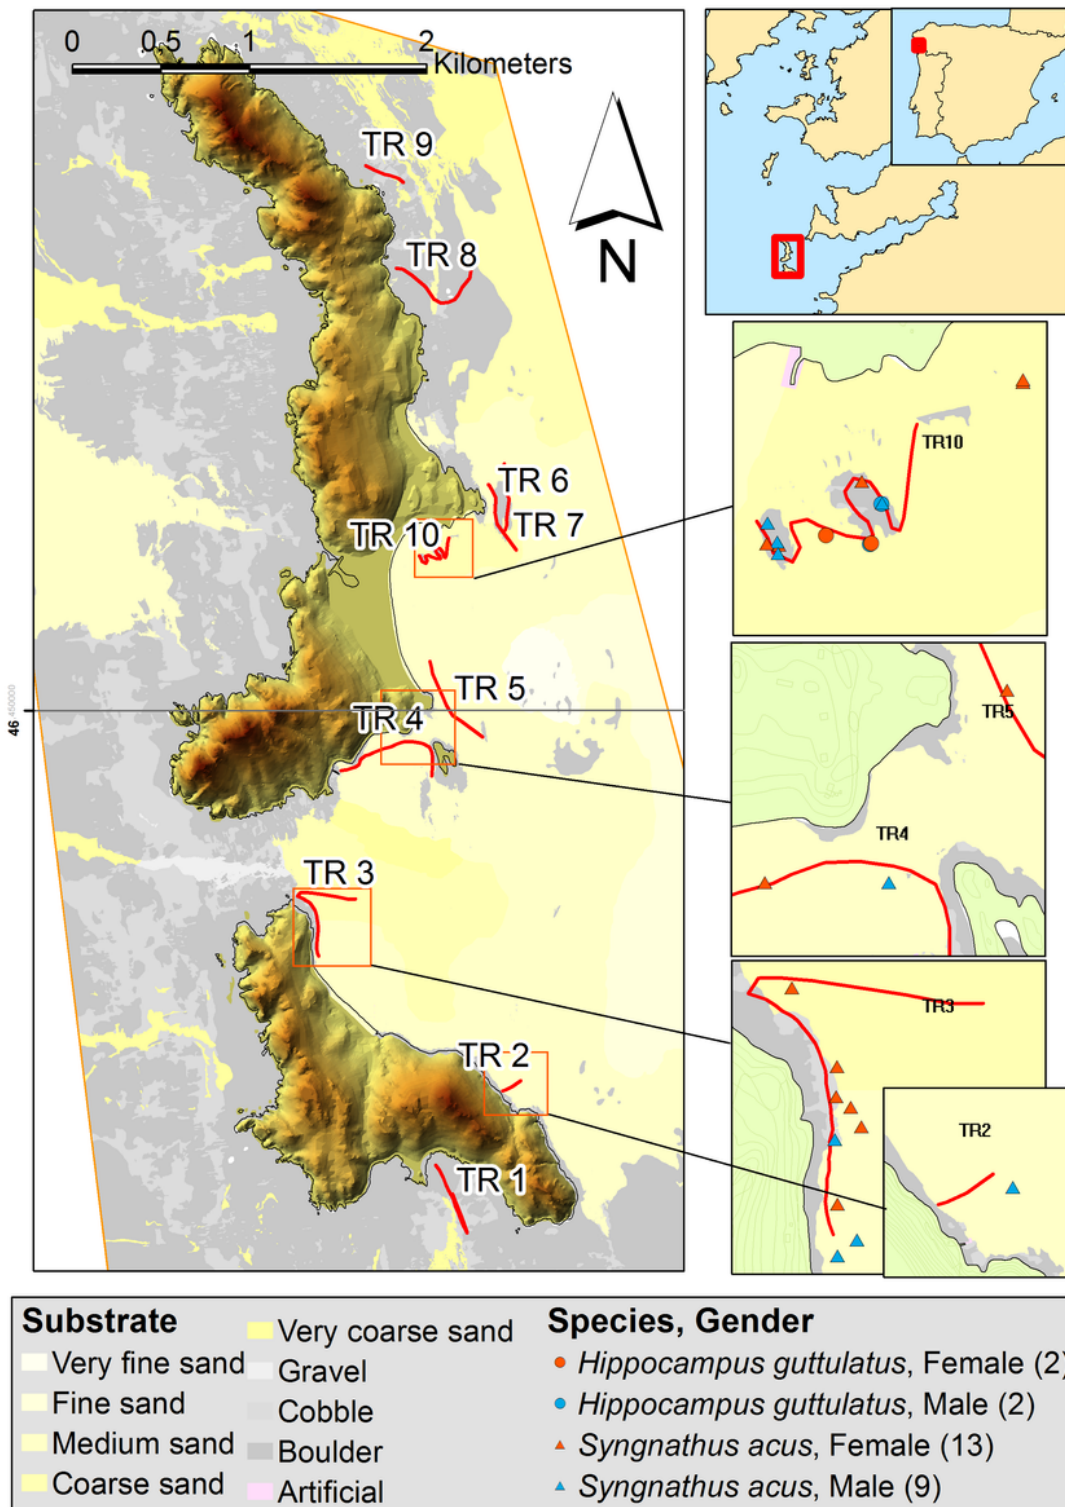 0 0,5 1 2
Kilometers
TR 9
TR 8
N
TR 6
TR 7
TR 10
TR 5
TR 4
TR 3
TR 2
TR 1
46 450000
TR10
TR5
TR4
TR3
TR2
Substrate
Very fine sand
Fine sand
Medium sand
Coarse sand
Very coarse sand
Gravel
Cobble
Boulder
Artificial
Species, Gender
Hippocampus guttulatus, Female (2)
Hippocampus guttulatus, Male (2)
Syngnathus acus, Female (13)
Syngnathus acus, Male (9)